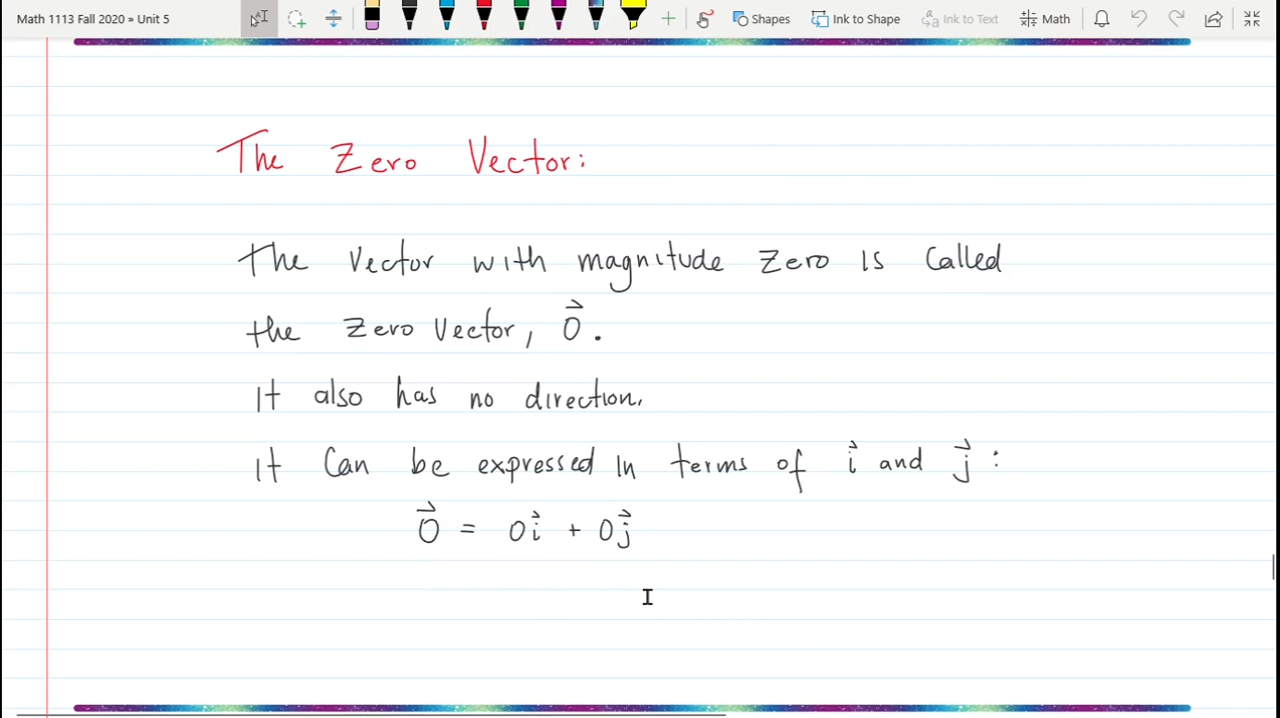 Math 1113 Fall 2020 » Unit 5
Shapes
Ink to Shape
Ink to Text
Math
The Zero Vector:
The vector with magnitude zero is called
the zero vector, 0⃗.
It also has no direction.
It can be expressed in terms of i⃗ and j⃗ :
0⃗ = 0i⃗ + 0j⃗